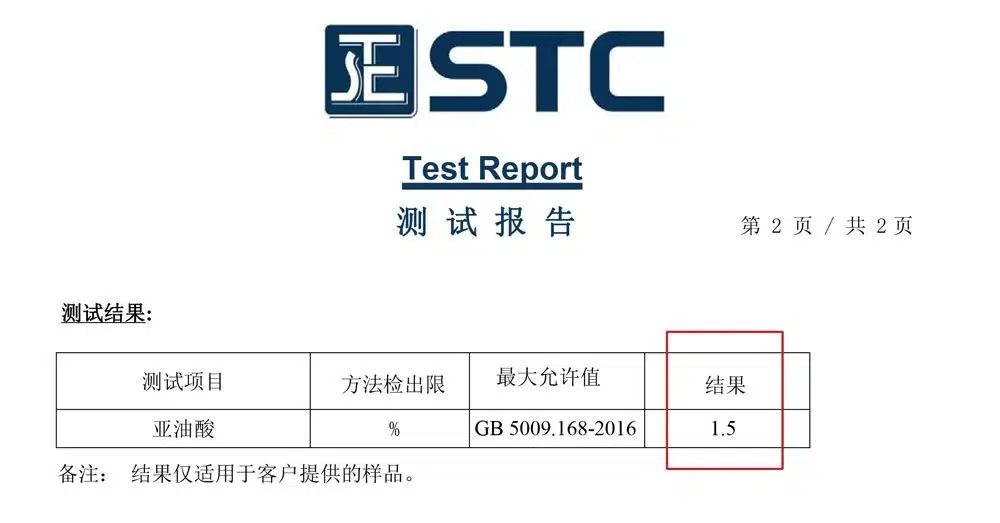 STC
Test Report
测试报告
第 2 页 / 共 2 页
测试结果:
测试项目 方法检出限 最大允许值 结果
亚油酸 % GB 5009.168-2016 1.5
备注： 结果仅适用于客户提供的样品。